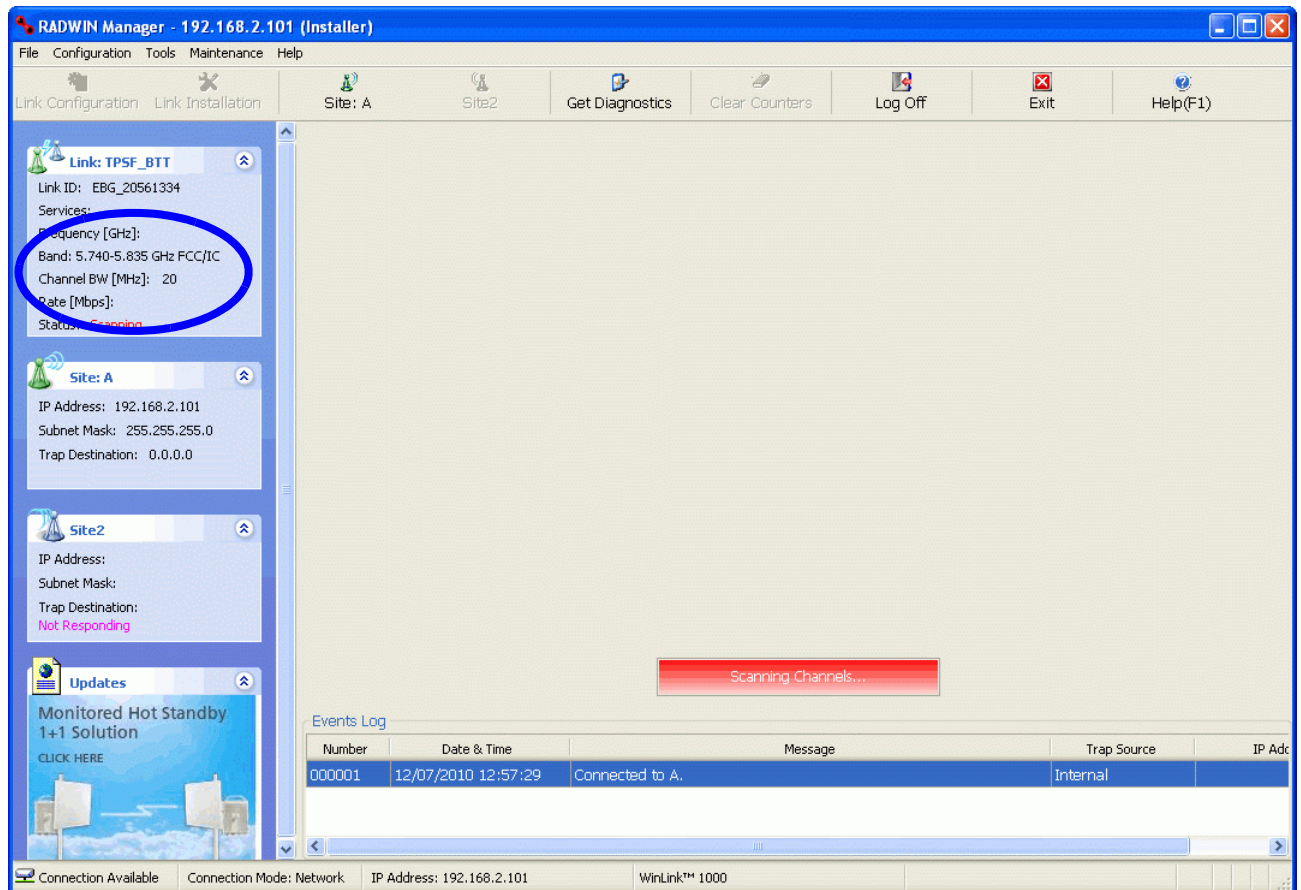 RADWIN Manager - 192.168.2.101 (Installer)
File Configuration Tools Maintenance Help
Link Configuration Link Installation Site: A Site2 Get Diagnostics Clear Counters Log Off Exit Help(F1)
Link: TPSF_BTT
Link ID: EBG_20561334
Services:
Frequency [GHz]:
Band: 5.740-5.835 GHz FCC/IC
Channel BW [MHz]: 20
Rate [Mbps]:
Status: Scanning
Site: A
IP Address: 192.168.2.101
Subnet Mask: 255.255.255.0
Trap Destination: 0.0.0.0
Site2
IP Address:
Subnet Mask:
Trap Destination:
Not Responding
Updates
Monitored Hot Standby
1+1 Solution
CLICK HERE
Scanning Channels...
Events Log
Number Date & Time Message Trap Source IP Adc
000001 12/07/2010 12:57:29 Connected to A. Internal
Connection Available Connection Mode: Network IP Address: 192.168.2.101 WinLink™ 1000